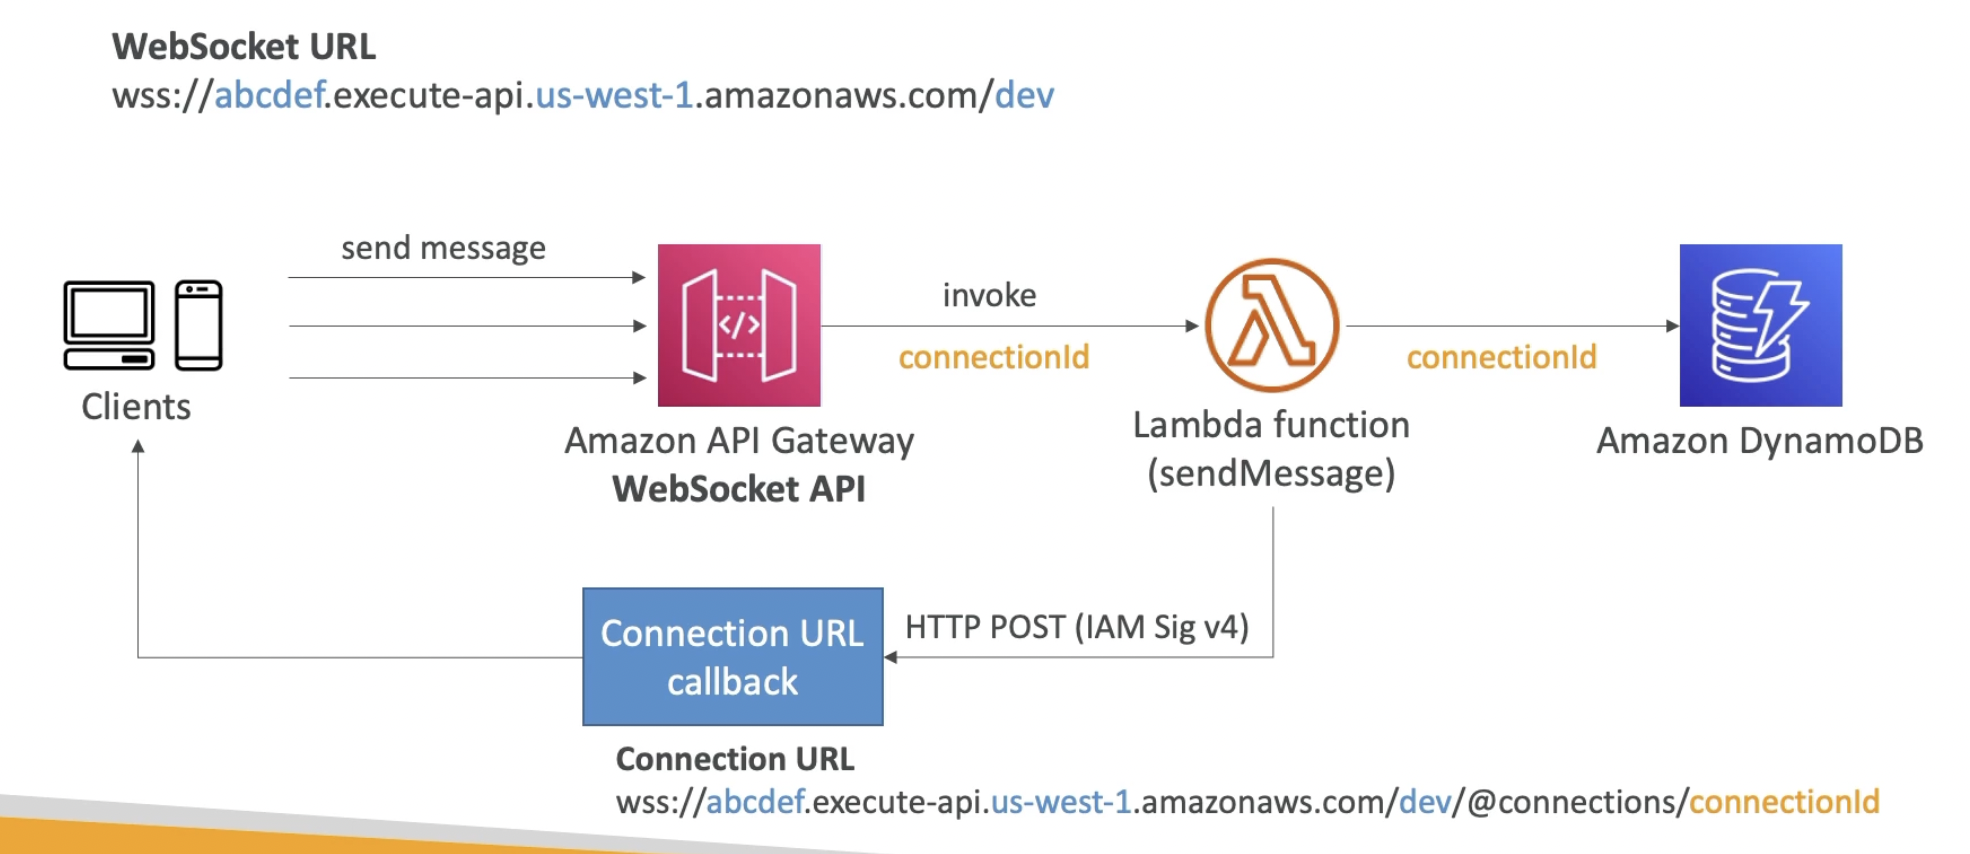 WebSocket URL
wss://abcdef.execute-api.us-west-1.amazonaws.com/dev
send message
invoke
connectionId
connectionId
</>
Clients
Amazon API Gateway
WebSocket API
Lambda function
(sendMessage)
Amazon DynamoDB
Connection URL
callback
HTTP POST (IAM Sig v4)
Connection URL
wss://abcdef.execute-api.us-west-1.amazonaws.com/dev/@connections/connectionId